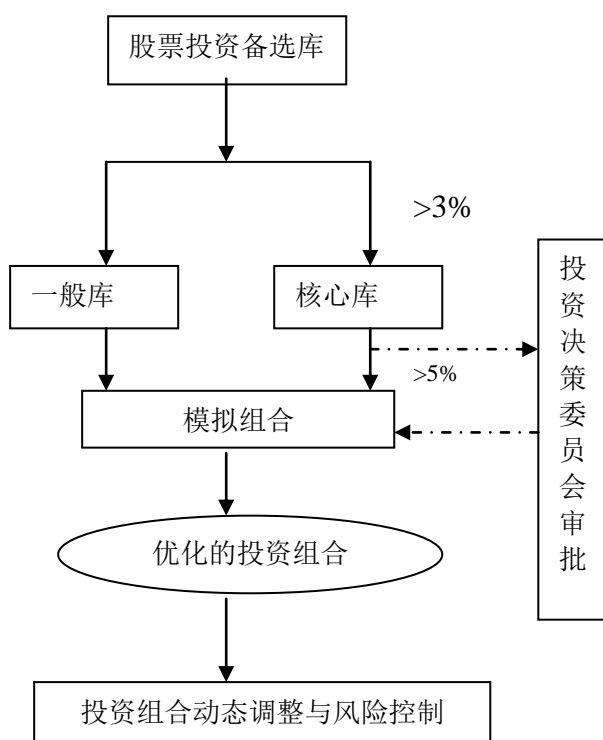 股票投资备选库
>3%
一般库
核心库
>5%
模拟组合
投资决策委员会审批
优化的投资组合
投资组合动态调整与风险控制